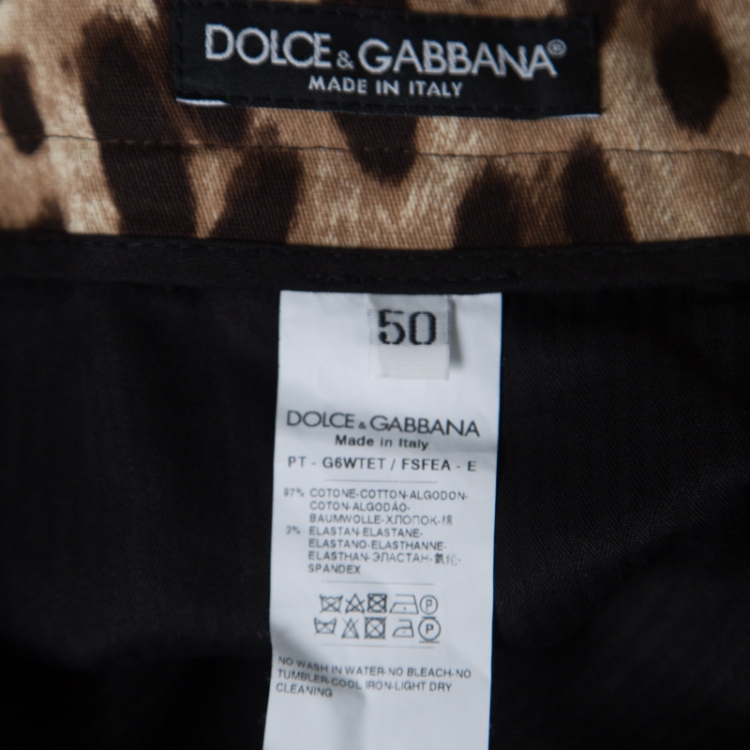 DOLCE & GABBANA®
MADE IN ITALY
50
DOLCE & GABBANA
Made in Italy
PT - G6WTET / FSFEA - E
97% COTONE-COTTON-ALGODON-
COTON-ALGODÃO-
BAUMWOLLE-ХЛОПОК-棉
3% ELASTAN-ELASTANE-
ELASTANO-ELASTHANNE-
ELASTHAN-ЭЛАСТАН-氨纶-
SPANDEX
NO WASH IN WATER-NO BLEACH-NO
TUMBLER-COOL IRON-LIGHT DRY
CLEANING